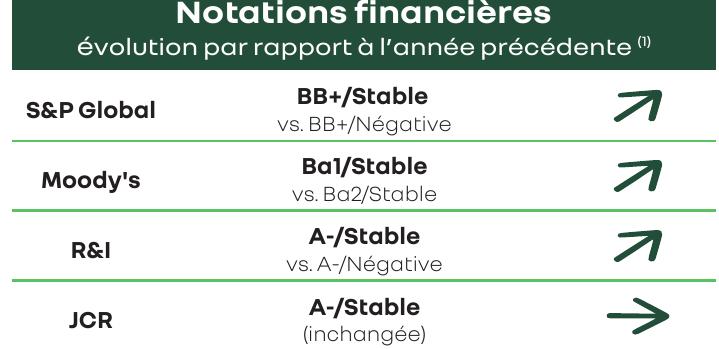 Notations financières
évolution par rapport à l'année précédente (1)
S&P Global
BB+/Stable
vs. BB+/Négative
Moody's
Ba1/Stable
vs. Ba2/Stable
R&I
A-/Stable
vs. A-/Négative
JCR
A-/Stable
(inchangée)